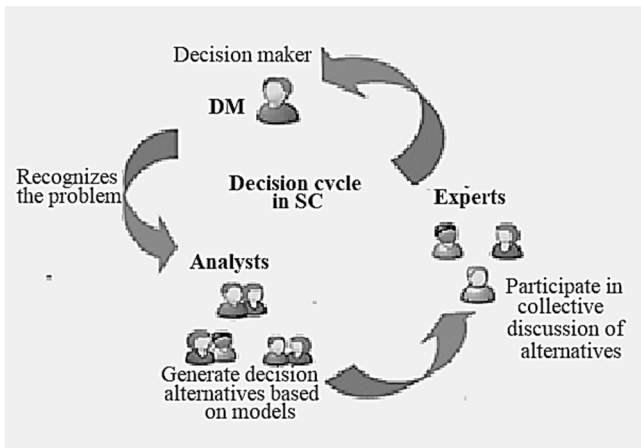 Decision maker
DM
Recognizes
the problem
Decision cycle
in SC
Experts
Analysts
Participate in
collective
discussion of
alternatives
Generate decision
alternatives based
on models